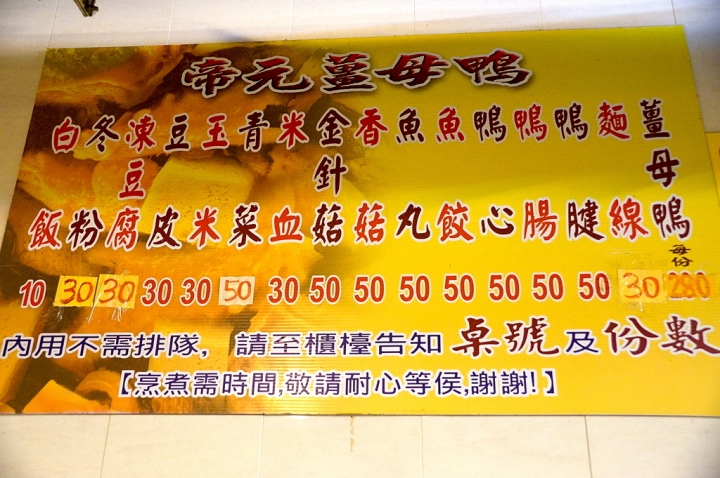 帝元薑母鴨
薑母鴨 每份 280
麵線 30
鴨腱 50
鴨腸 50
鴨心 50
魚餃 50
魚丸 50
香菇 50
金針菇 50
米血 30
青菜 50
玉米 30
豆皮 30
凍豆腐 30
冬粉 30
白飯 10
內用不需排隊，請至櫃檯告知桌號及份數
【烹煮需時間,敬請耐心等侯,謝謝!】